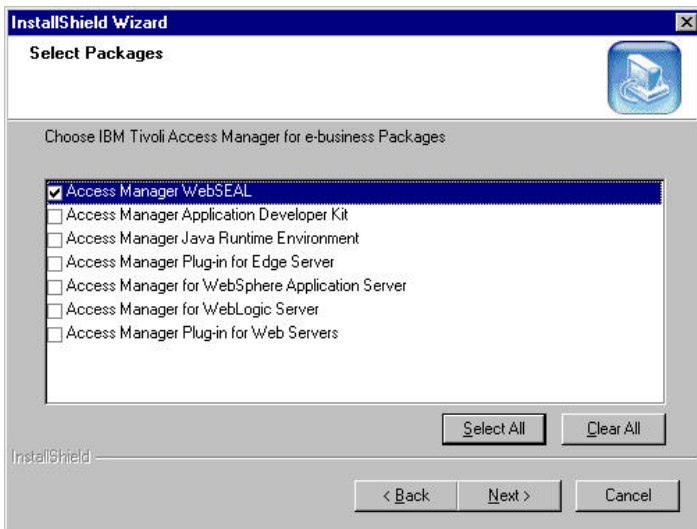 InstallShield Wizard
Select Packages
Choose IBM Tivoli Access Manager for e-business Packages
Access Manager WebSEAL
Access Manager Application Developer Kit
Access Manager Java Runtime Environment
Access Manager Plug-in for Edge Server
Access Manager for WebSphere Application Server
Access Manager for WebLogic Server
Access Manager Plug-in for Web Servers
Select All Clear All
InstallShield
< Back Next > Cancel